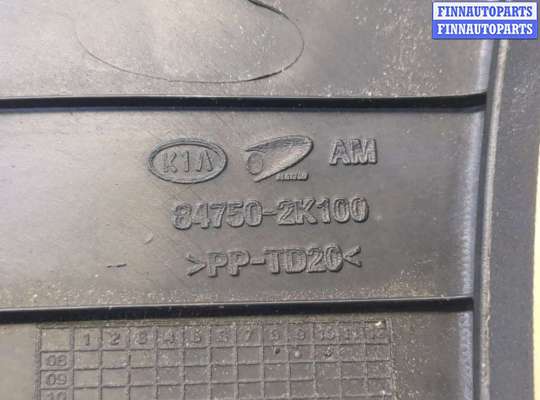 FINNAUTOPARTS
FINNAUTOPARTS
KIA AM
84750-2K100
>PP-TD20<
1 2 3 4 5 6 7 8 9 10 11 12
08
09
10